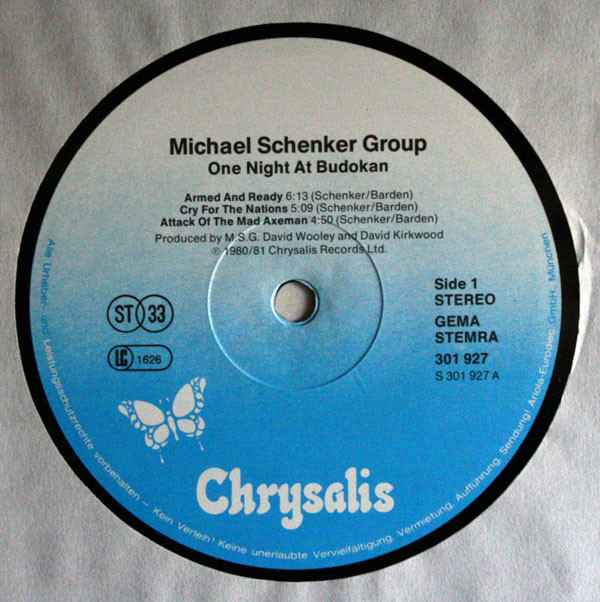 Michael Schenker Group
One Night At Budokan
Armed And Ready 6:13 (Schenker/Barden)
Cry For The Nations 5:09 (Schenker/Barden)
Attack Of The Mad Axeman 4:50 (Schenker/Barden)
Produced by M.S.G. David Wooley and David Kirkwood
℗ 1980/81 Chrysalis Records Ltd.
ST 33
LC 1626
Side 1
STEREO
GEMA
STEMRA
301 927
S 301 927 A
Chrysalis
Alle Urheber- und Leistungsschutzrechte vorbehalten – Kein Verleih! Keine unerlaubte Vervielfältigung, Vermietung, Aufführung, Sendung! Ariola-Eurodisc GmbH, München